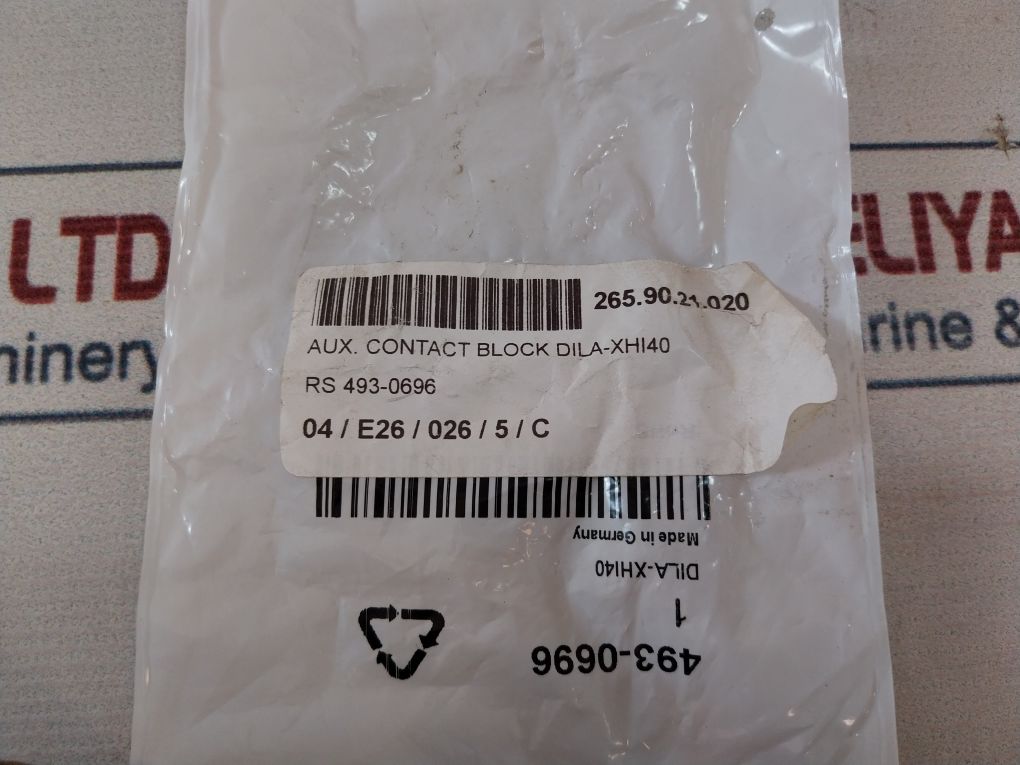 LTD
ELIYA
hinery
rine &
265.90.21.020
AUX. CONTACT BLOCK DILA-XHI40
RS 493-0696
04 / E26 / 026 / 5 / C
Made in Germany
DILA-XHI40
1
493-0696